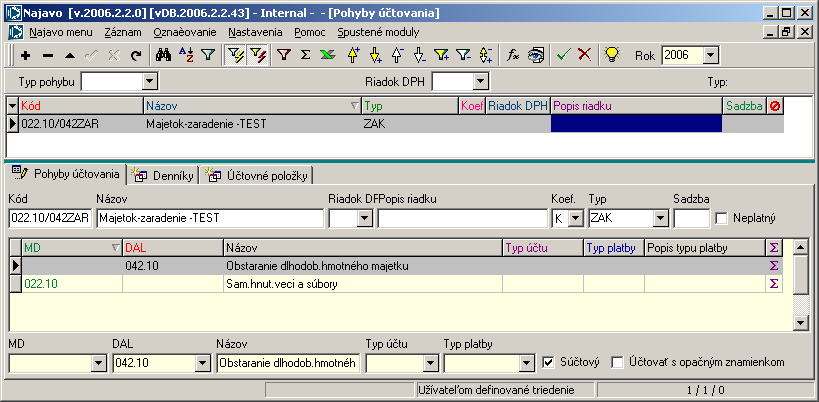 Najavo [v.2006.2.2.0] [vDB.2006.2.2.43] - Internal - - [Pohyby účtovania]
Najavo menu Záznam Označeovanie Nastavenia Pomoc Spustené moduly
Rok 2006
Typ pohybu Riadok DPH Typ:
Kód Názov Typ Koef Riadok DPH Popis riadku Sadzba
022.10/042ZAR Majetok-zaradenie -TEST ZAK
Pohyby účtovania Denníky Účtovné položky
Kód Názov Riadok DF Popis riadku Koef. Typ Sadzba
022.10/042ZAR Majetok-zaradenie -TEST K ZAK Neplatný
MD DAL Názov Typ účtu Typ platby Popis typu platby Σ
042.10 Obstaranie dlhodob.hmotného majetku Σ
022.10 Sam.hnut.veci a súbory Σ
MD DAL Názov Typ účtu Typ platby
042.10 Obstaranie dlhodob.hmotnéh Súčtový Účtovať s opačným znamienkom
Užívateľom definované triedenie 1 / 1 / 0